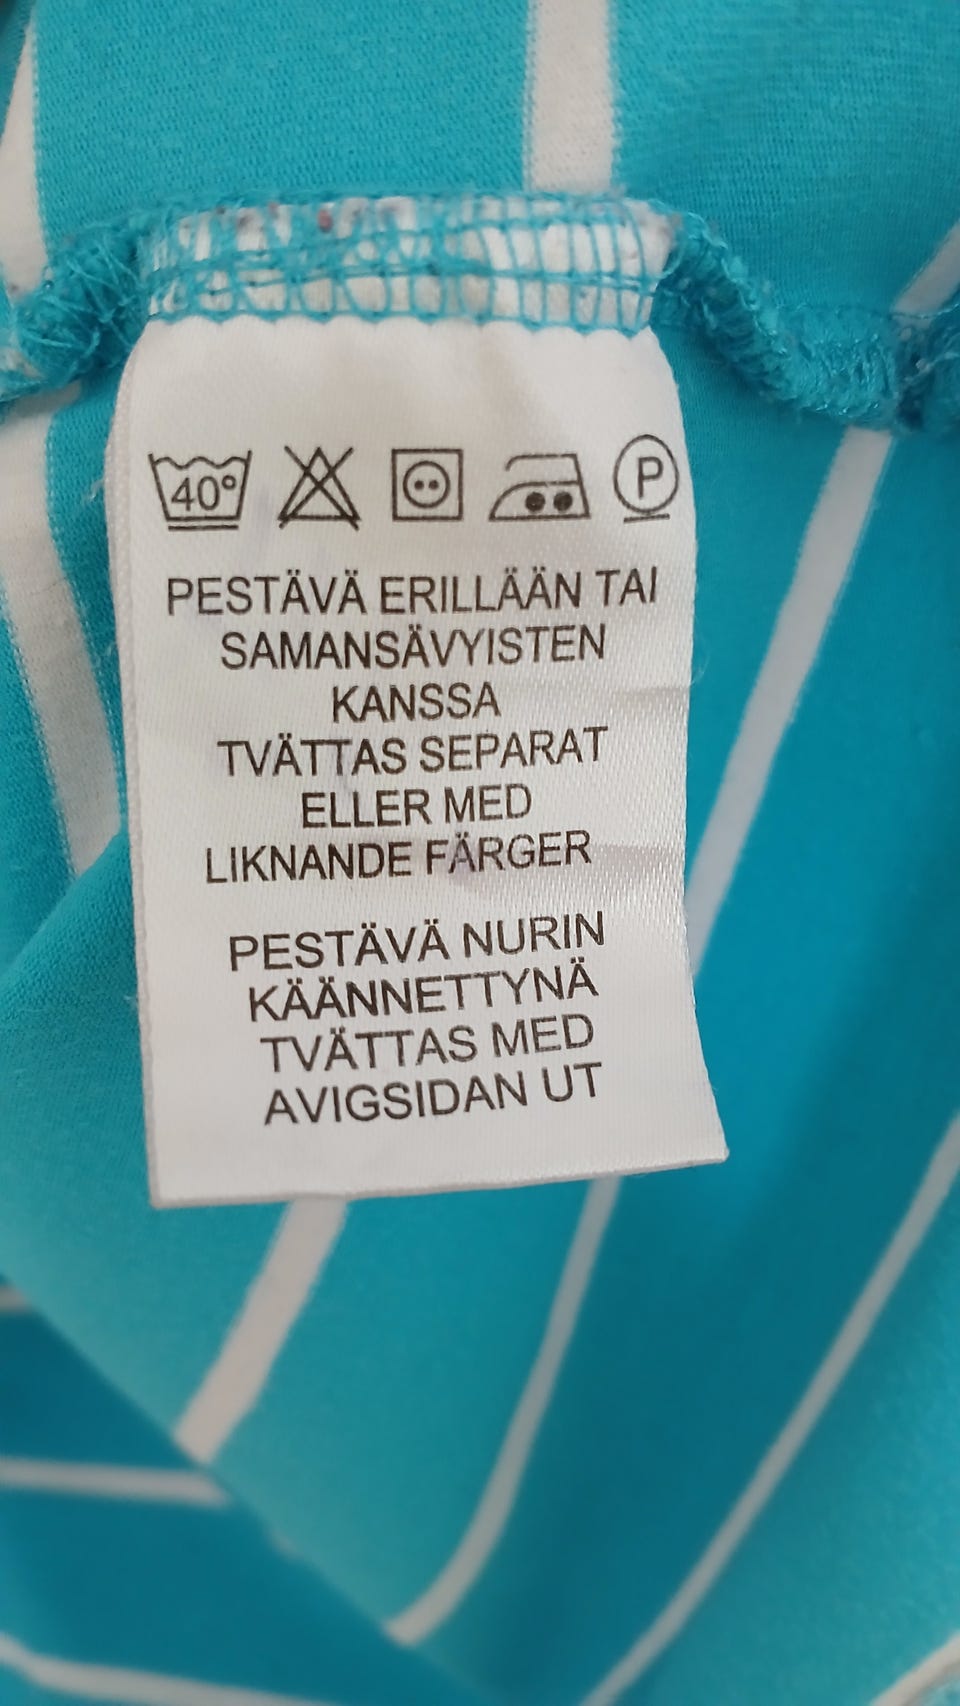 40°
P
PESTÄVÄ ERILLÄÄN TAI
SAMANSÄVYISTEN
KANSSA
TVÄTTAS SEPARAT
ELLER MED
LIKNANDE FÄRGER
PESTÄVÄ NURIN
KÄÄNNETTYNÄ
TVÄTTAS MED
AVIGSIDAN UT